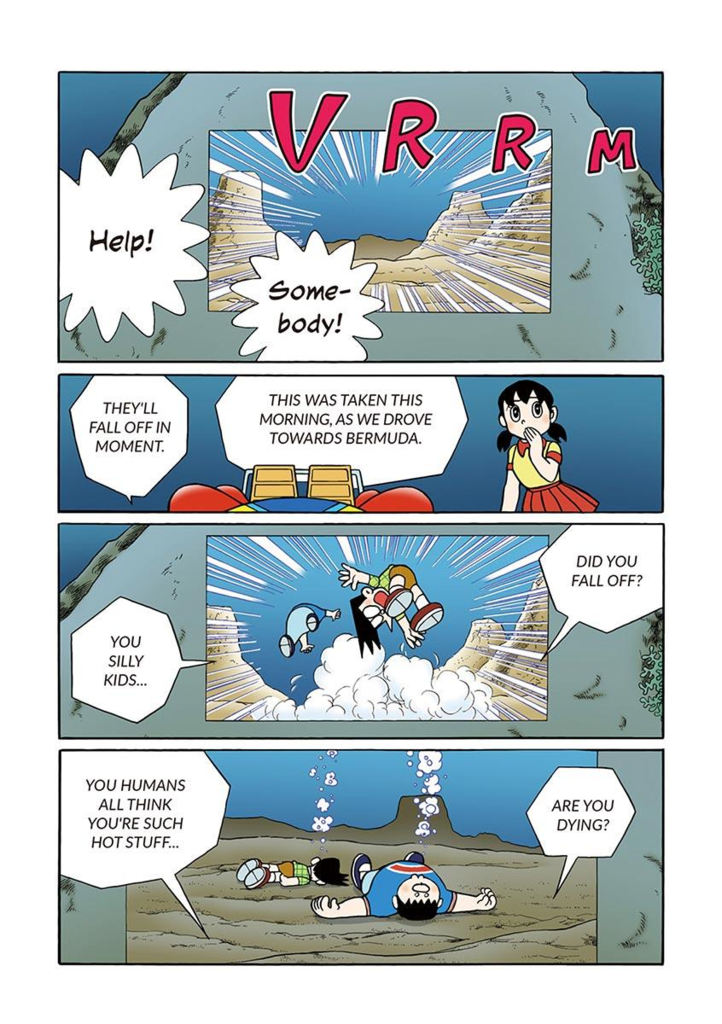 VRRM
Help!
Some-
body!
THEY'LL
FALL OFF IN
MOMENT.
THIS WAS TAKEN THIS
MORNING, AS WE DROVE
TOWARDS BERMUDA.
DID YOU
FALL OFF?
YOU
SILLY
KIDS...
YOU HUMANS
ALL THINK
YOU'RE SUCH
HOT STUFF...
ARE YOU
DYING?